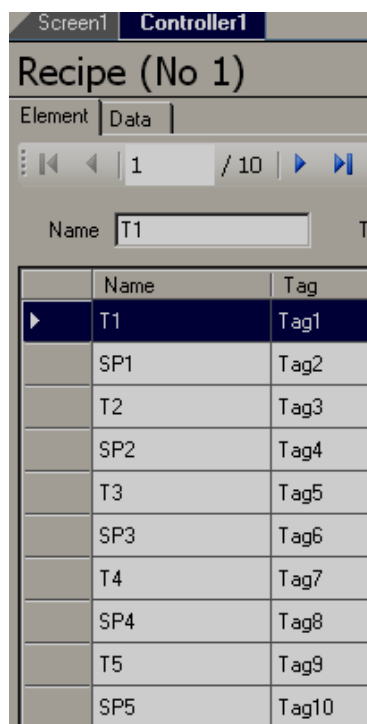 Screen1 Controller1
Recipe (No 1)
Element Data
1 / 10
Name T1 T
Name Tag
T1 Tag1
SP1 Tag2
T2 Tag3
SP2 Tag4
T3 Tag5
SP3 Tag6
T4 Tag7
SP4 Tag8
T5 Tag9
SP5 Tag10